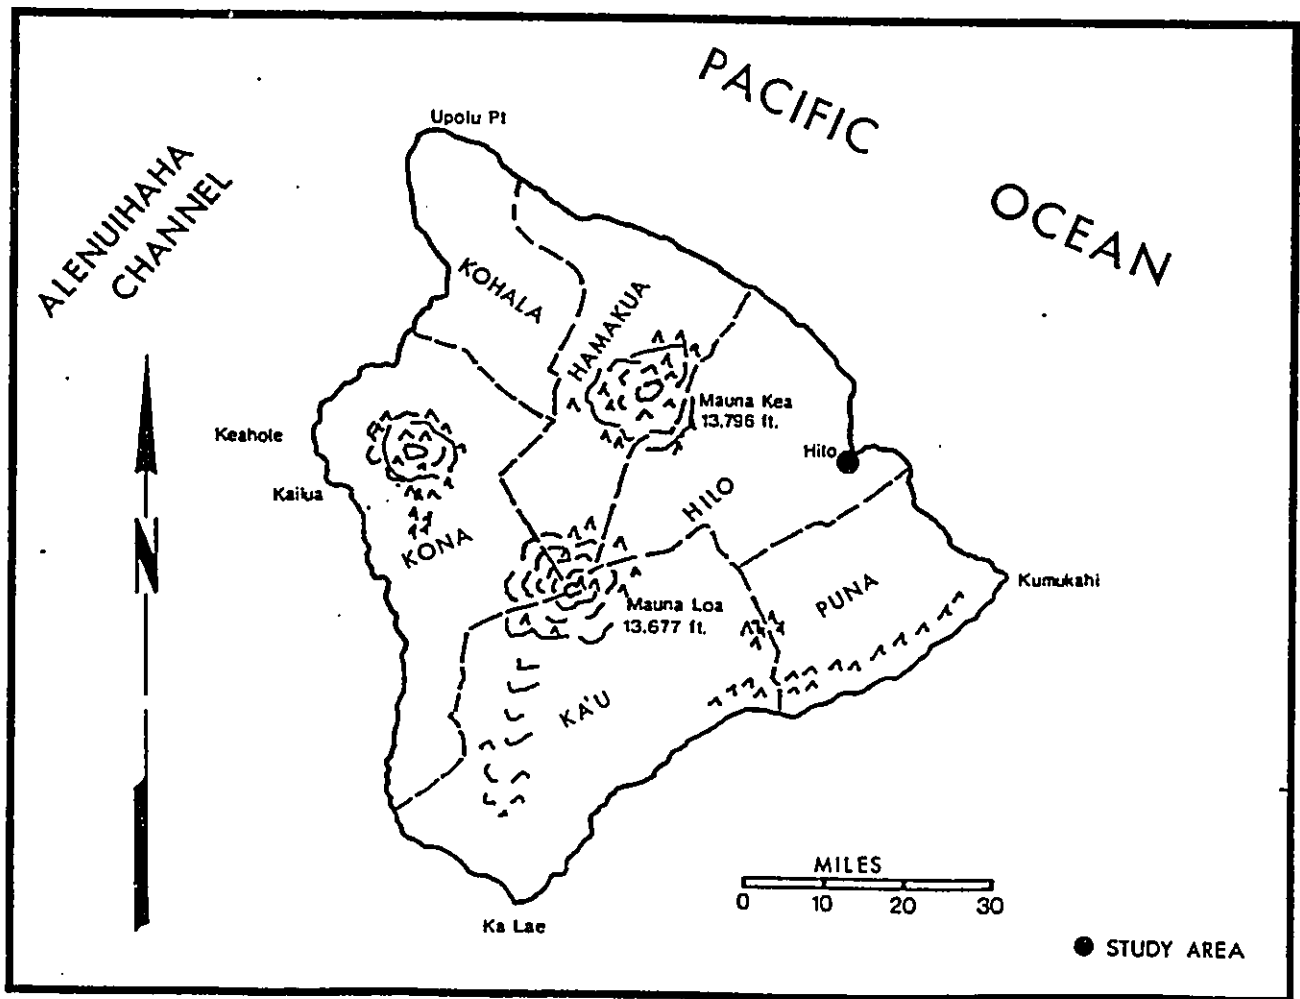 PACIFIC
OCEAN
Upolu Pt
ALENUIHAHA
CHANNEL
KOHALA
HAMAKUA
Mauna Kea
13,796 ft.
Keahole
Hilo
Kailua
HILO
KONA
N
Kumukahi
PUNA
Mauna Loa
13,677 ft.
KA'U
MILES
0 10 20 30
Ka Lae
STUDY AREA